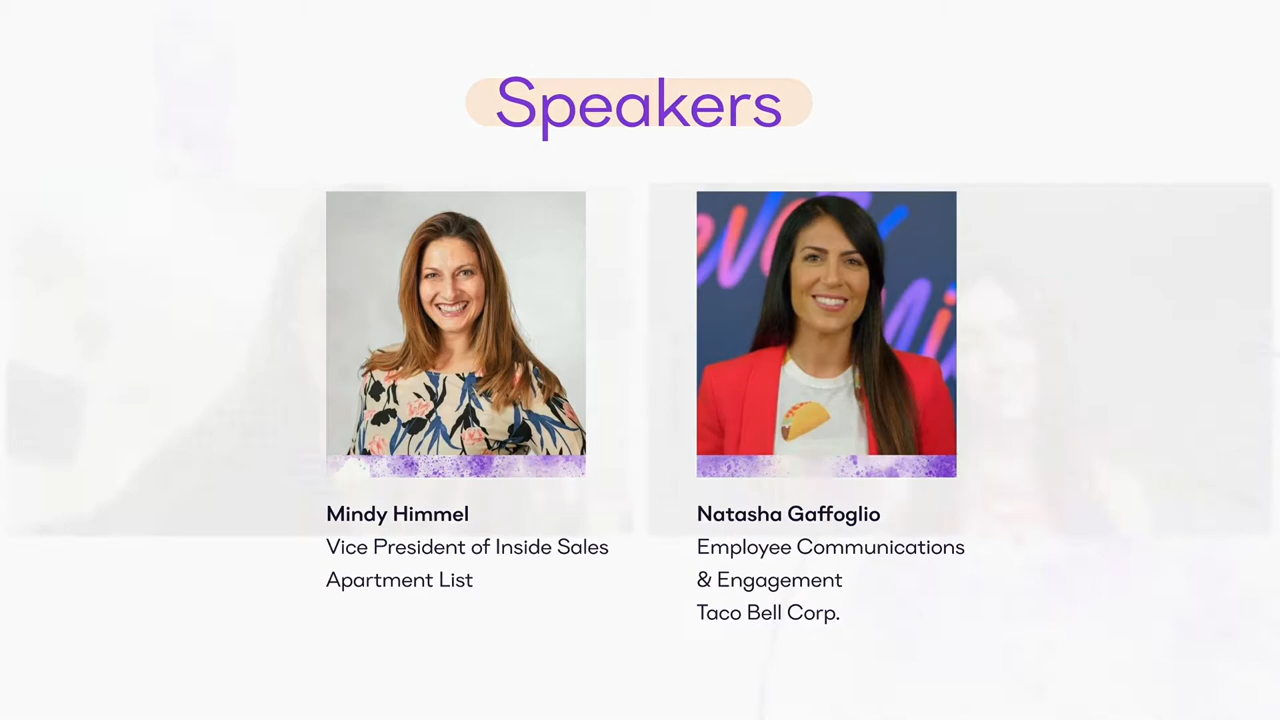 Speakers
Mindy Himmel
Vice President of Inside Sales
Apartment List
Natasha Gaffoglio
Employee Communications
& Engagement
Taco Bell Corp.